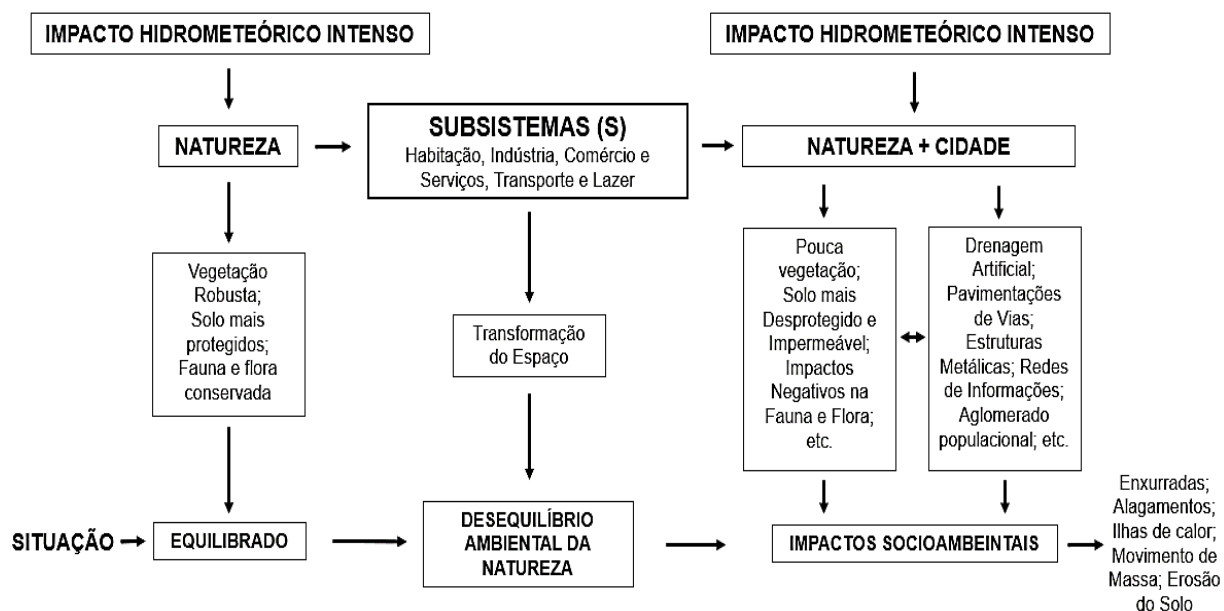 IMPACTO HIDROMETEÓRICO INTENSO
IMPACTO HIDROMETEÓRICO INTENSO
NATUREZA
SUBSISTEMAS (S)
Habitação, Indústria, Comércio e
Serviços, Transporte e Lazer
NATUREZA + CIDADE
Vegetação
Robusta;
Solo mais
protegidos;
Fauna e flora
conservada
Transformação
do Espaço
Pouca
vegetação;
Solo mais
Desprotegido e
Impermeável;
Impactos
Negativos na
Fauna e Flora;
etc.
Drenagem
Artificial;
Pavimentações
de Vias;
Estruturas
Metálicas; Redes
de Informações;
Aglomerado
populacional; etc.
SITUAÇÃO
EQUILIBRADO
DESEQUILÍBRIO
AMBIENTAL DA
NATUREZA
IMPACTOS SOCIOAMBEINTAIS
Enxurradas;
Alagamentos;
Ilhas de calor;
Movimento de
Massa; Erosão
do Solo